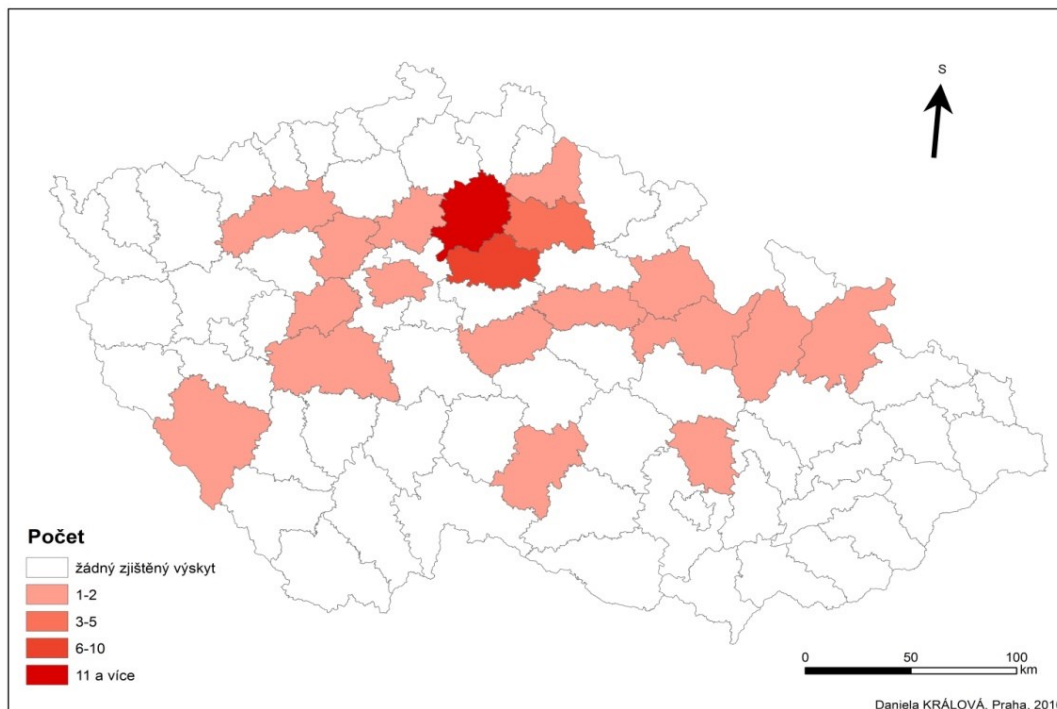 S
Počet
žádný zjištěný výskyt
1-2
3-5
6-10
11 a více
0 50 100
km
Daniela KRÁLOVÁ, Praha, 2010